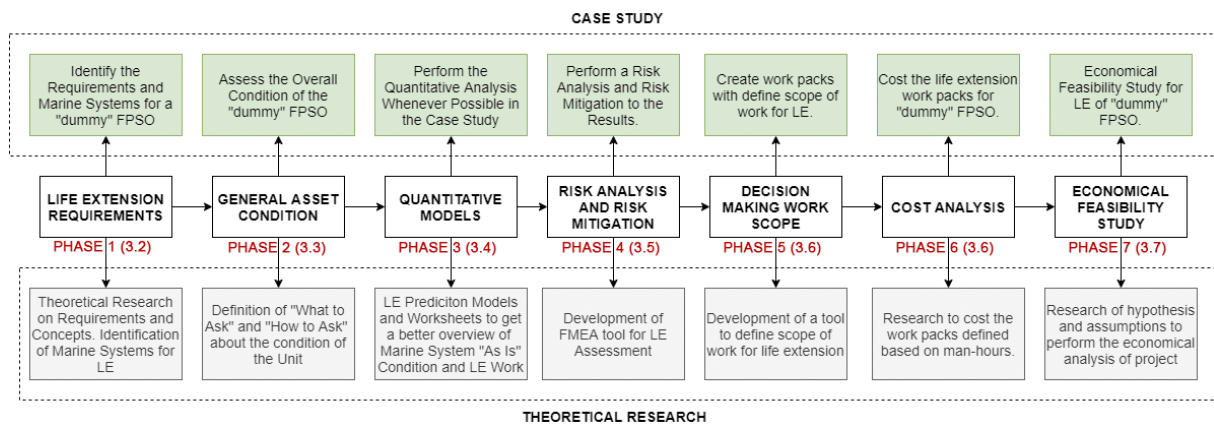 CASE STUDY
Identify the
Requirements and
Marine Systems for a
"dummy" FPSO
Assess the Overall
Condition of the
"dummy" FPSO
Perform the
Quantitative Analysis
Whenever Possible in
the Case Study
Perform a Risk
Analysis and Risk
Mitigation to the
Results.
Create work packs
with define scope of
work for LE.
Cost the life extension
work packs for
"dummy" FPSO.
Economical
Feasibility Study for
LE of "dummy"
FPSO.
LIFE EXTENSION
REQUIREMENTS
GENERAL ASSET
CONDITION
QUANTITATIVE
MODELS
RISK ANALYSIS
AND RISK
MITIGATION
DECISION
MAKING WORK
SCOPE
COST ANALYSIS
ECONOMICAL
FEASIBILITY
STUDY
PHASE 1 (3.2)
PHASE 2 (3.3)
PHASE 3 (3.4)
PHASE 4 (3.5)
PHASE 5 (3.6)
PHASE 6 (3.6)
PHASE 7 (3.7)
Theoretical Research
on Requirements and
Concepts. Identification
of Marine Systems for
LE
Definition of "What to
Ask" and "How to Ask"
about the condition of
the Unit
LE Prediciton Models
and Worksheets to get
a better overview of
Marine System "As Is"
Condition and LE Work
Development of
FMEA tool for LE
Assessment
Development of a tool
to define scope of
work for life extension
Research to cost the
work packs defined
based on man-hours.
Research of hypothesis
and assumptions to
perform the economical
analysis of project
THEORETICAL RESEARCH